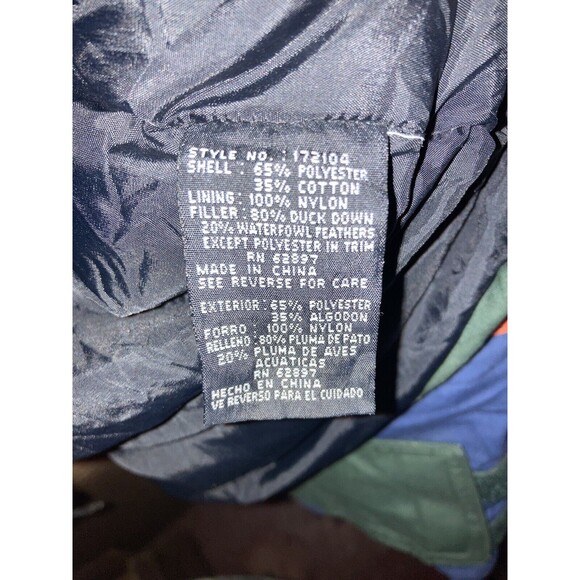 STYLE NO. : 172104
SHELL : 65% POLYESTER
35% COTTON
LINING : 100% NYLON
FILLER : 80% DUCK DOWN
20% WATERFOWL FEATHERS
EXCEPT POLYESTER IN TRIM
RN 62897
MADE IN CHINA
SEE REVERSE FOR CARE
EXTERIOR : 65% POLYESTER
35% ALGODON
FORRO : 100% NYLON
RELLENO : 80% PLUMA DE PATO
20% PLUMA DE AVES
ACUATICAS
RN 62897
HECHO EN CHINA
VE REVERSO PARA EL CUIDADO